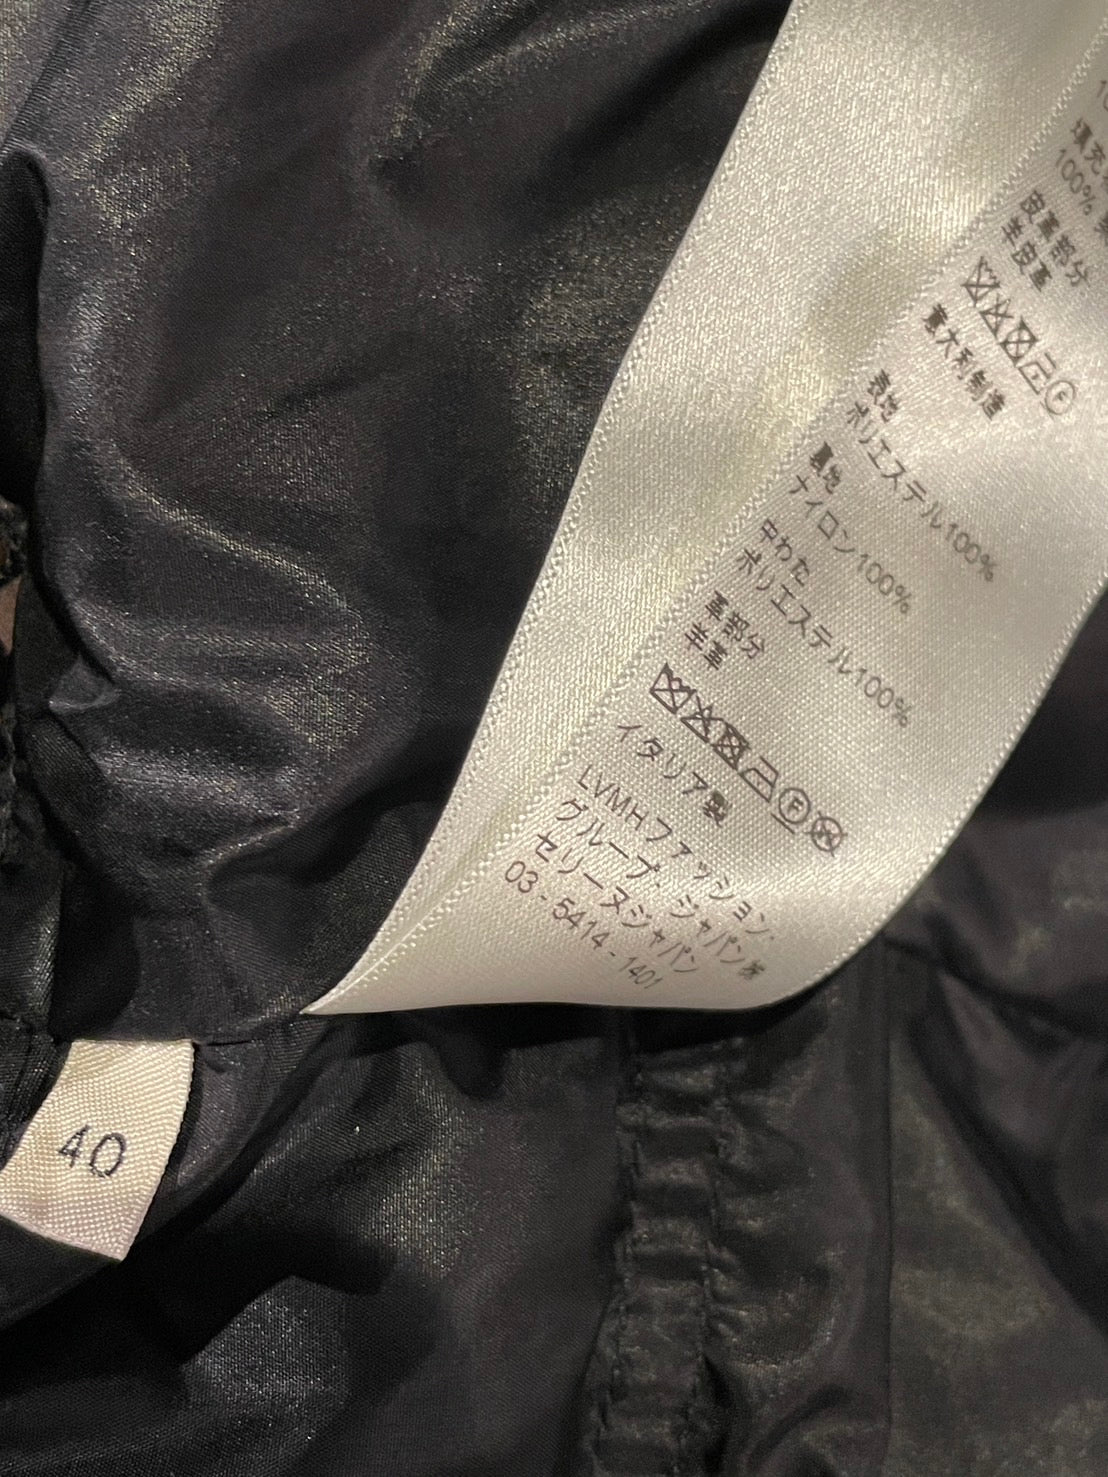 填充
100%
皮革部分
羊皮革
意大利制造
表地
ポリエステル100%
裏地
ナイロン100%
中わた
ポリエステル100%
革部分
羊革
F
イタリア製
LVMHファッション・
グループ・ジャパン㈱
セリーヌジャパン
03-5414-1401
40